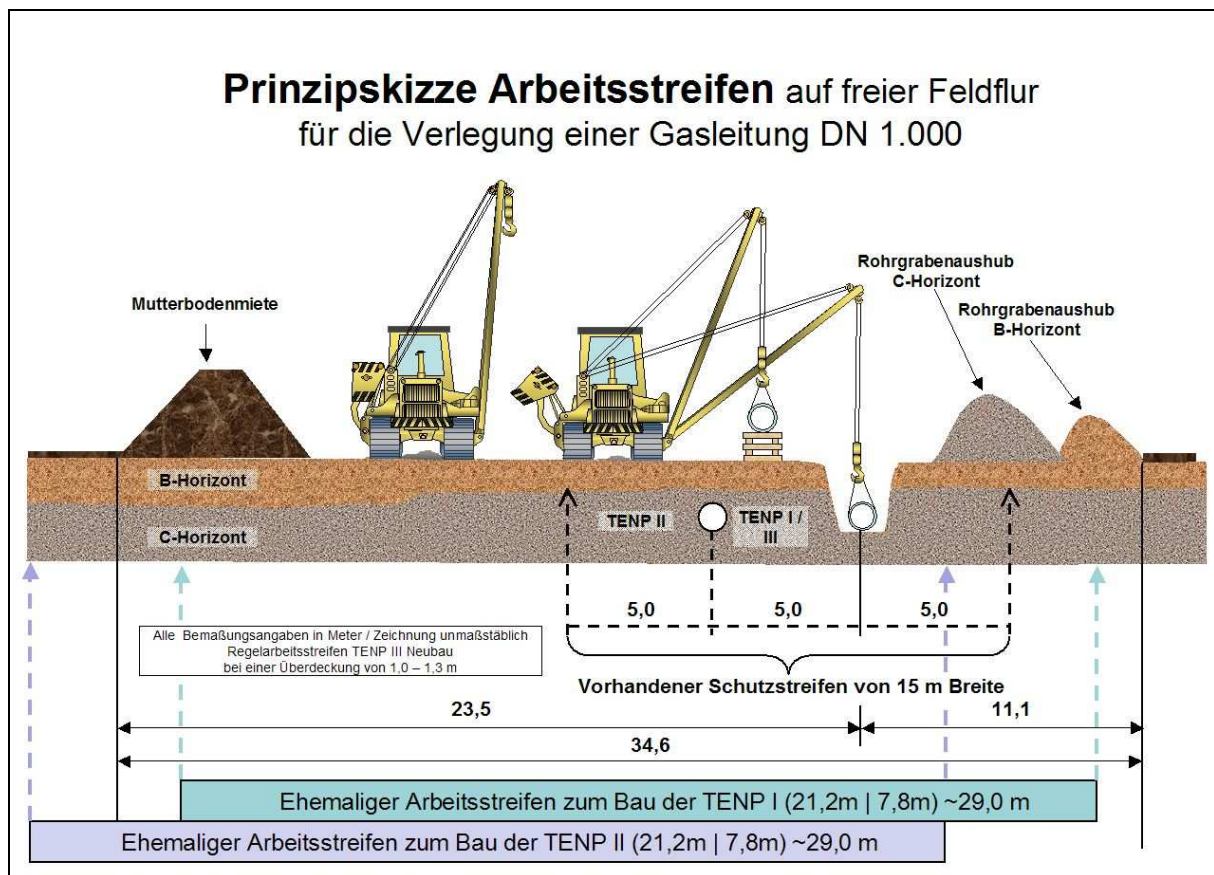 Prinzipskizze Arbeitsstreifen auf freier Feldflur
für die Verlegung einer Gasleitung DN 1.000
Mutterbodenmiete
Rohrgrabenaushub
C-Horizont
Rohrgrabenaushub
B-Horizont
B-Horizont
C-Horizont
TENP II
TENP I /
III
5,0
5,0
5,0
Alle Bemaßungsangaben in Meter / Zeichnung unmaßstäblich
Regelarbeitsstreifen TENP III Neubau
bei einer Überdeckung von 1,0 – 1,3 m
Vorhandener Schutzstreifen von 15 m Breite
23,5
11,1
34,6
Ehemaliger Arbeitsstreifen zum Bau der TENP I (21,2m | 7,8m) ~29,0 m
Ehemaliger Arbeitsstreifen zum Bau der TENP II (21,2m | 7,8m) ~29,0 m